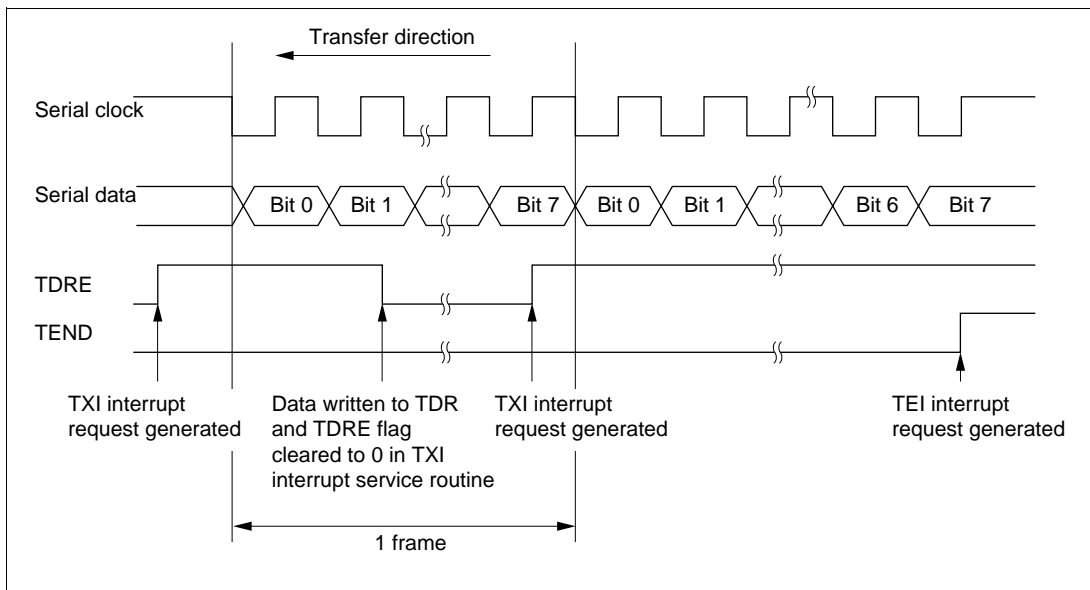 Transfer direction
Serial clock
Serial data
Bit 0 Bit 1 Bit 7 Bit 0 Bit 1 Bit 6 Bit 7
TDRE
TEND
TXI interrupt
request generated
Data written to TDR
and TDRE flag
cleared to 0 in TXI
interrupt service routine
TXI interrupt
request generated
TEI interrupt
request generated
1 frame